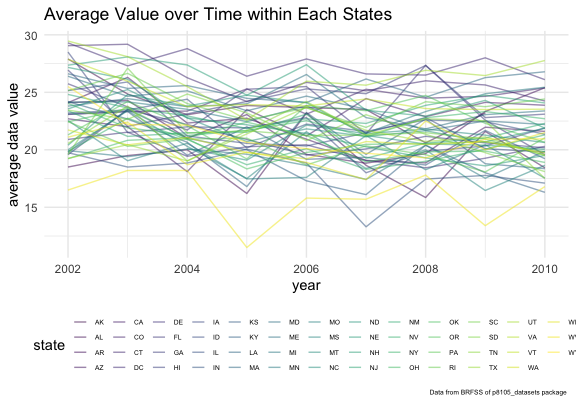 Average Value over Time within Each States
average data value
30
25
20
15
2002 2004 2006 2008 2010
year
state
AK CA DE IA KS MD MO ND NM OK SC UT WI
AL CO FL ID KY ME MS NE NV OR SD VA
AR CT GA IL LA MI MT NH NY PA TN VT
AZ DC HI IN MA MN NC NJ OH RI TX WA
Data from BRFSS of p8105_datasets package